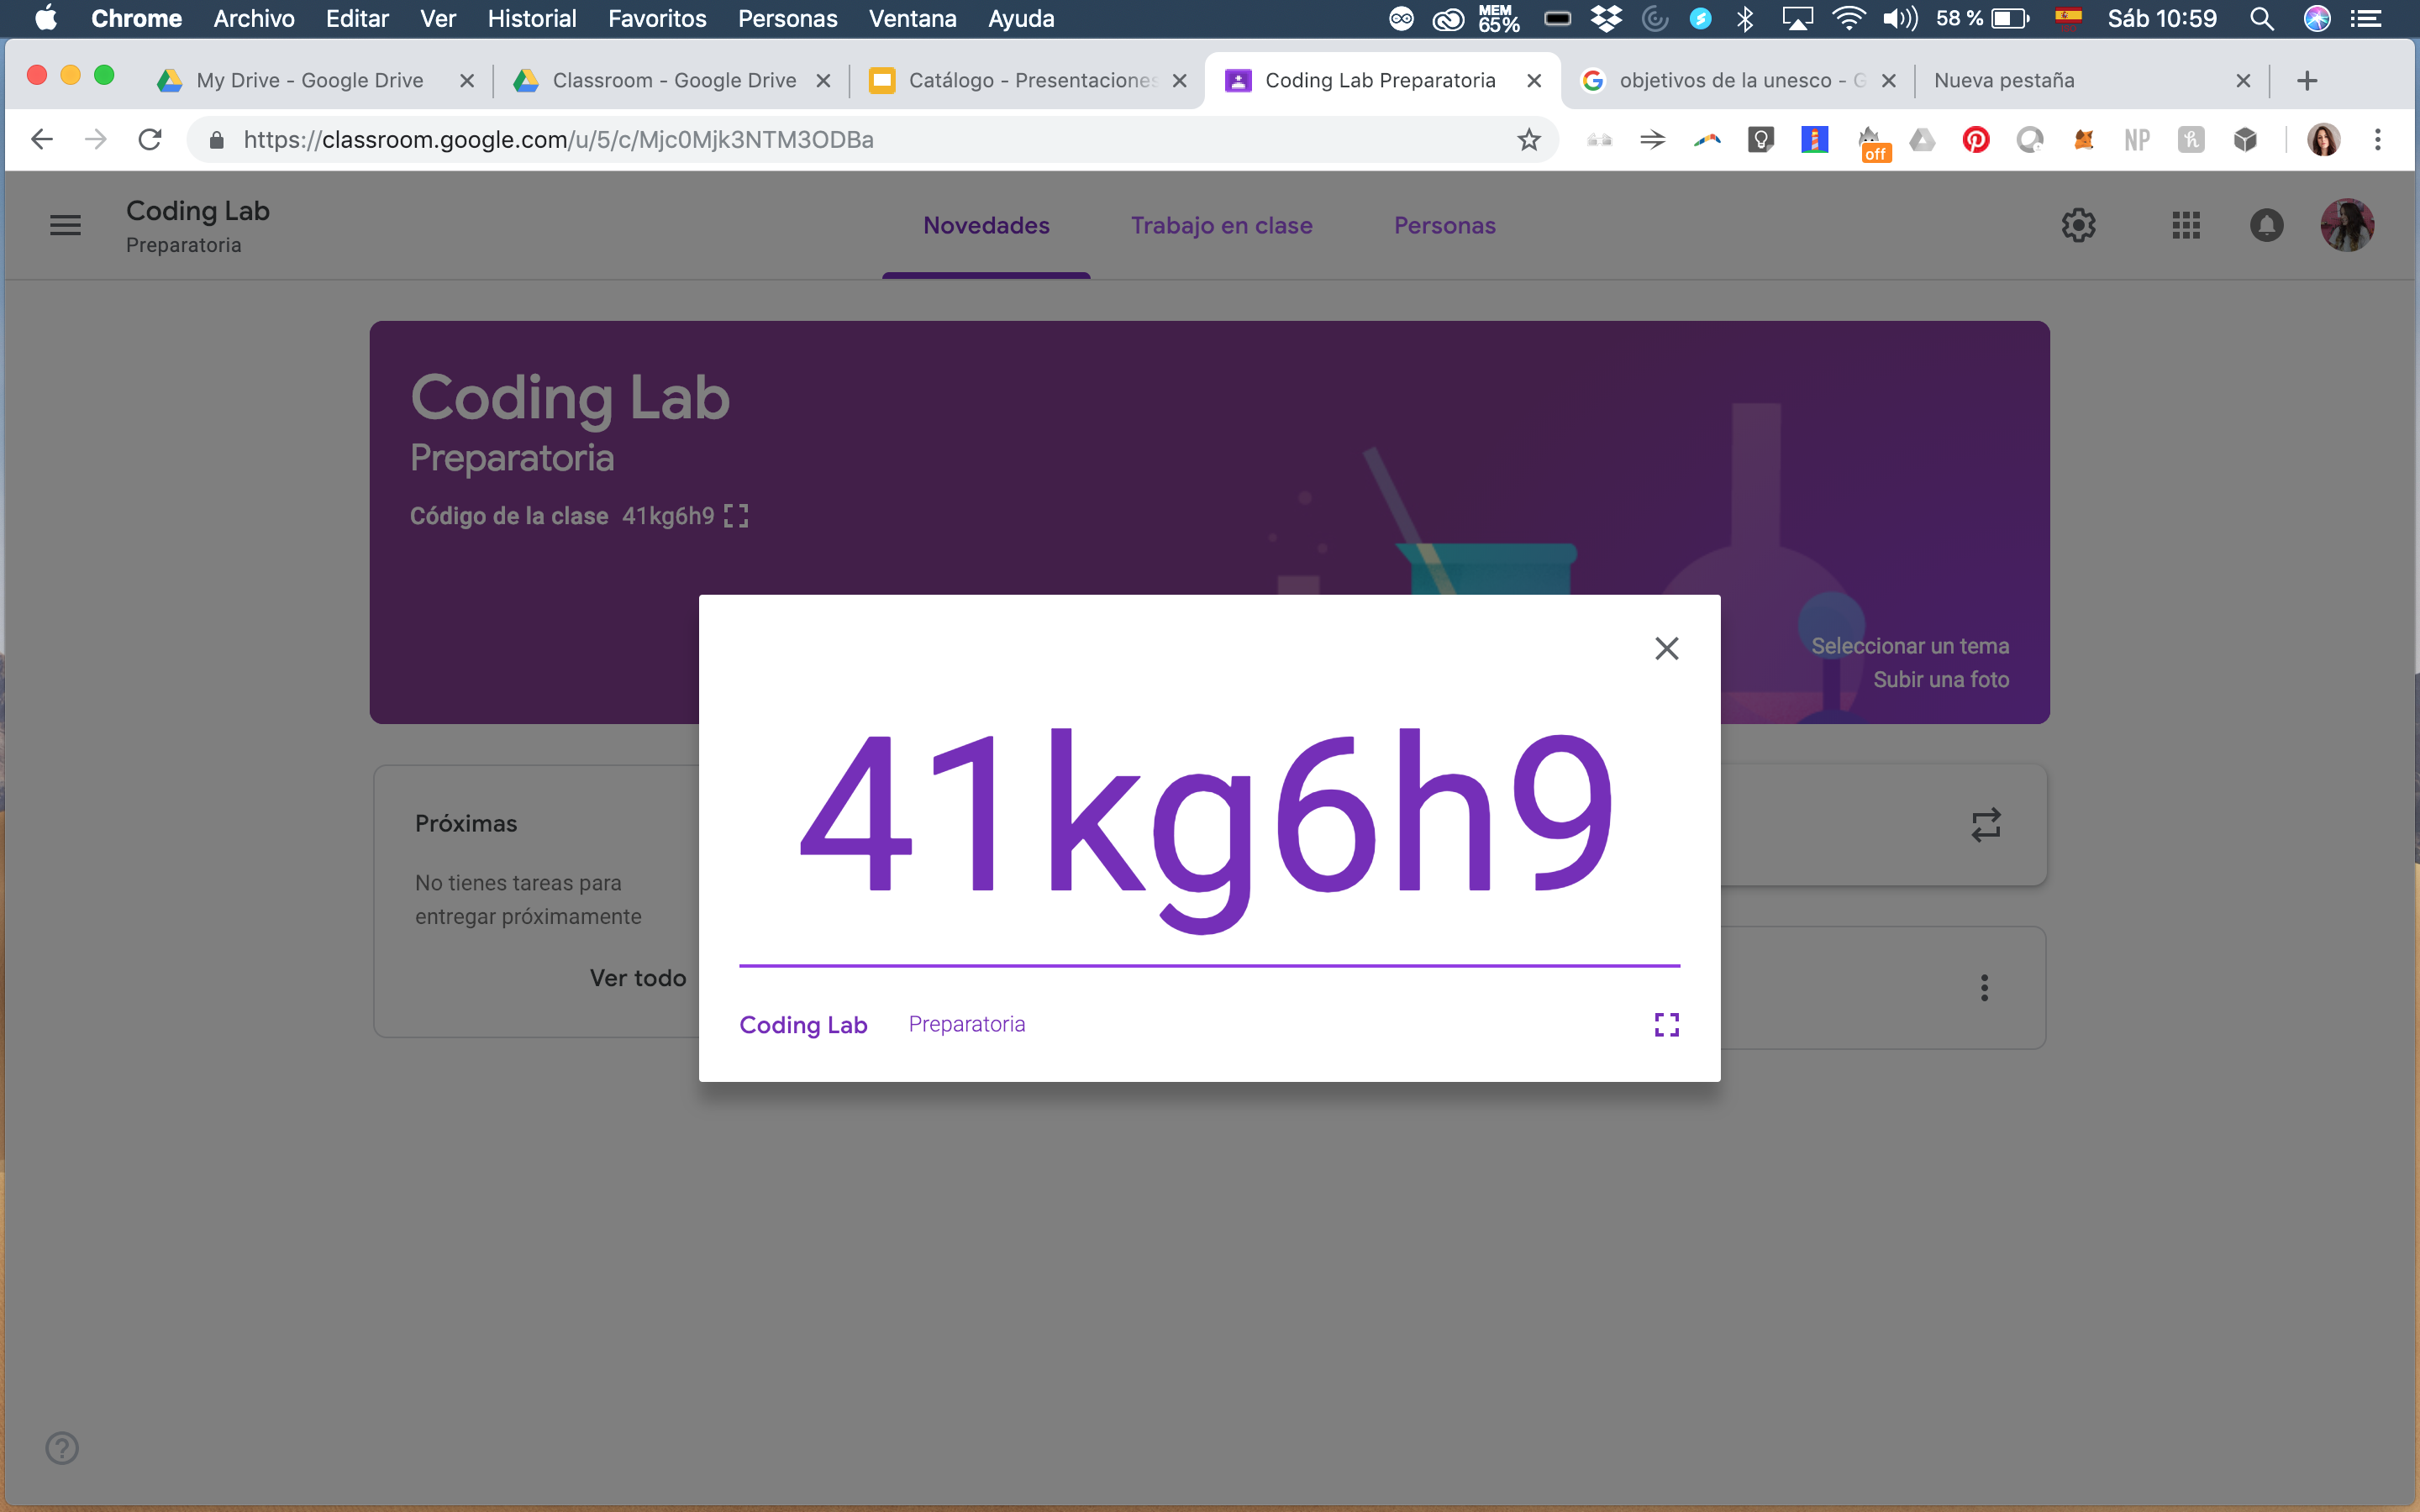 Chrome Archivo Editar Ver Historial Favoritos Personas Ventana Ayuda MEM 65% 58 % Sáb 10:59
My Drive - Google Drive Classroom - Google Drive Catálogo - Presentaciones Coding Lab Preparatoria objetivos de la unesco - G Nueva pestaña
https://classroom.google.com/u/5/c/Mjc0Mjk3NTM3ODBa off NP
Coding Lab
Preparatoria
Novedades Trabajo en clase Personas
Coding Lab
Preparatoria
Código de la clase 41kg6h9
Seleccionar un tema
Subir una foto
41kg6h9
Coding Lab Preparatoria
Próximas
No tienes tareas para
entregar próximamente
Ver todo